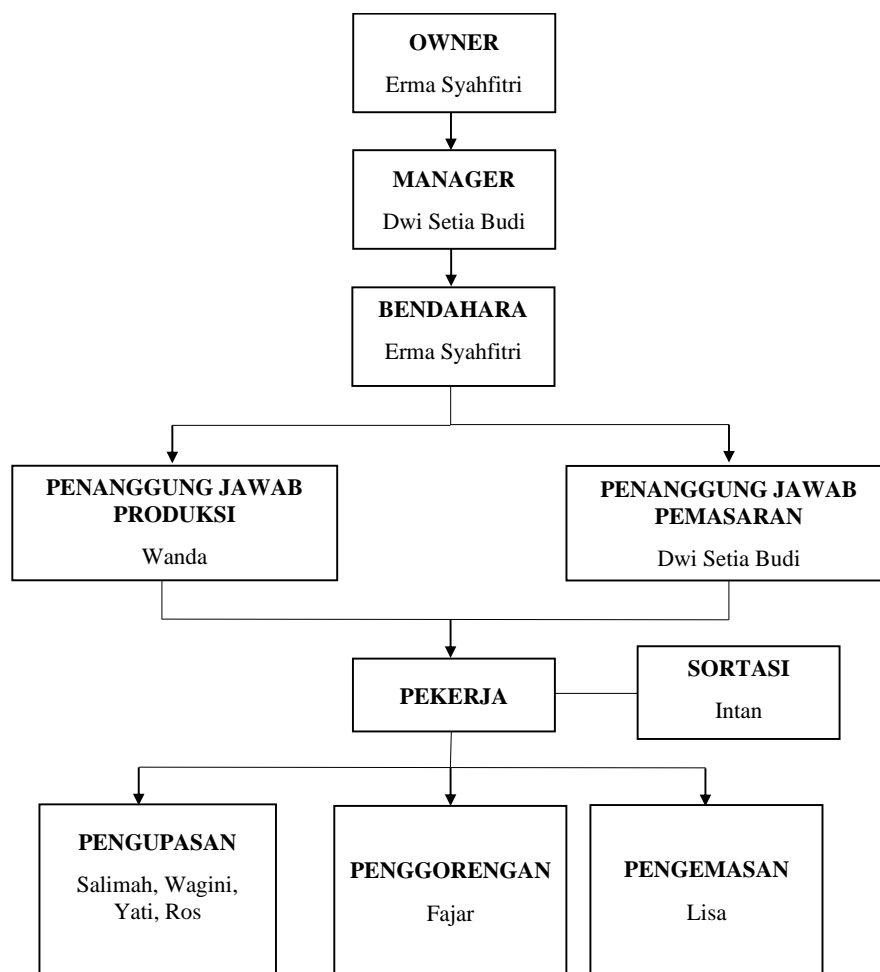 OWNER
Erma Syahfitri
MANAGER
Dwi Setia Budi
BENDAHARA
Erma Syahfitri
PENANGGUNG JAWAB
PRODUKSI
Wanda
PENANGGUNG JAWAB
PEMASARAN
Dwi Setia Budi
PEKERJA
SORTASI
Intan
PENGUPASAN
Salimah, Wagini,
Yati, Ros
PENGGORENGAN
Fajar
PENGEMASAN
Lisa